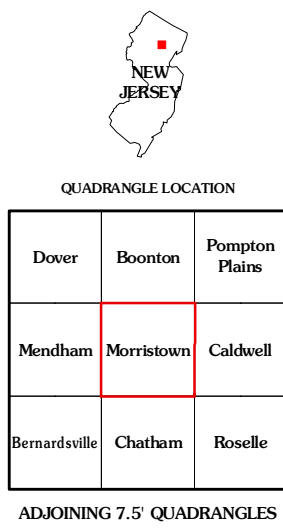 NEW
JERSEY
QUADRANGLE LOCATION
Dover
Boonton
Pompton
Plains
Mendham
Morristown
Caldwell
Bernardsville
Chatham
Roselle
ADJOINING 7.5' QUADRANGLES